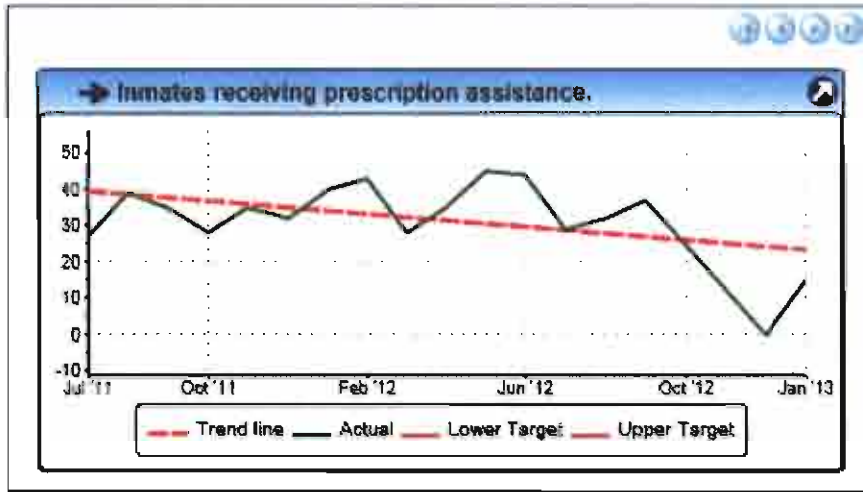 Inmates receiving prescription assistance.
50
40
30
20
10
0
-10
Jul '11 Oct '11 Feb '12 Jun '12 Oct '12 Jan '13
Trend line Actual Lower Target Upper Target